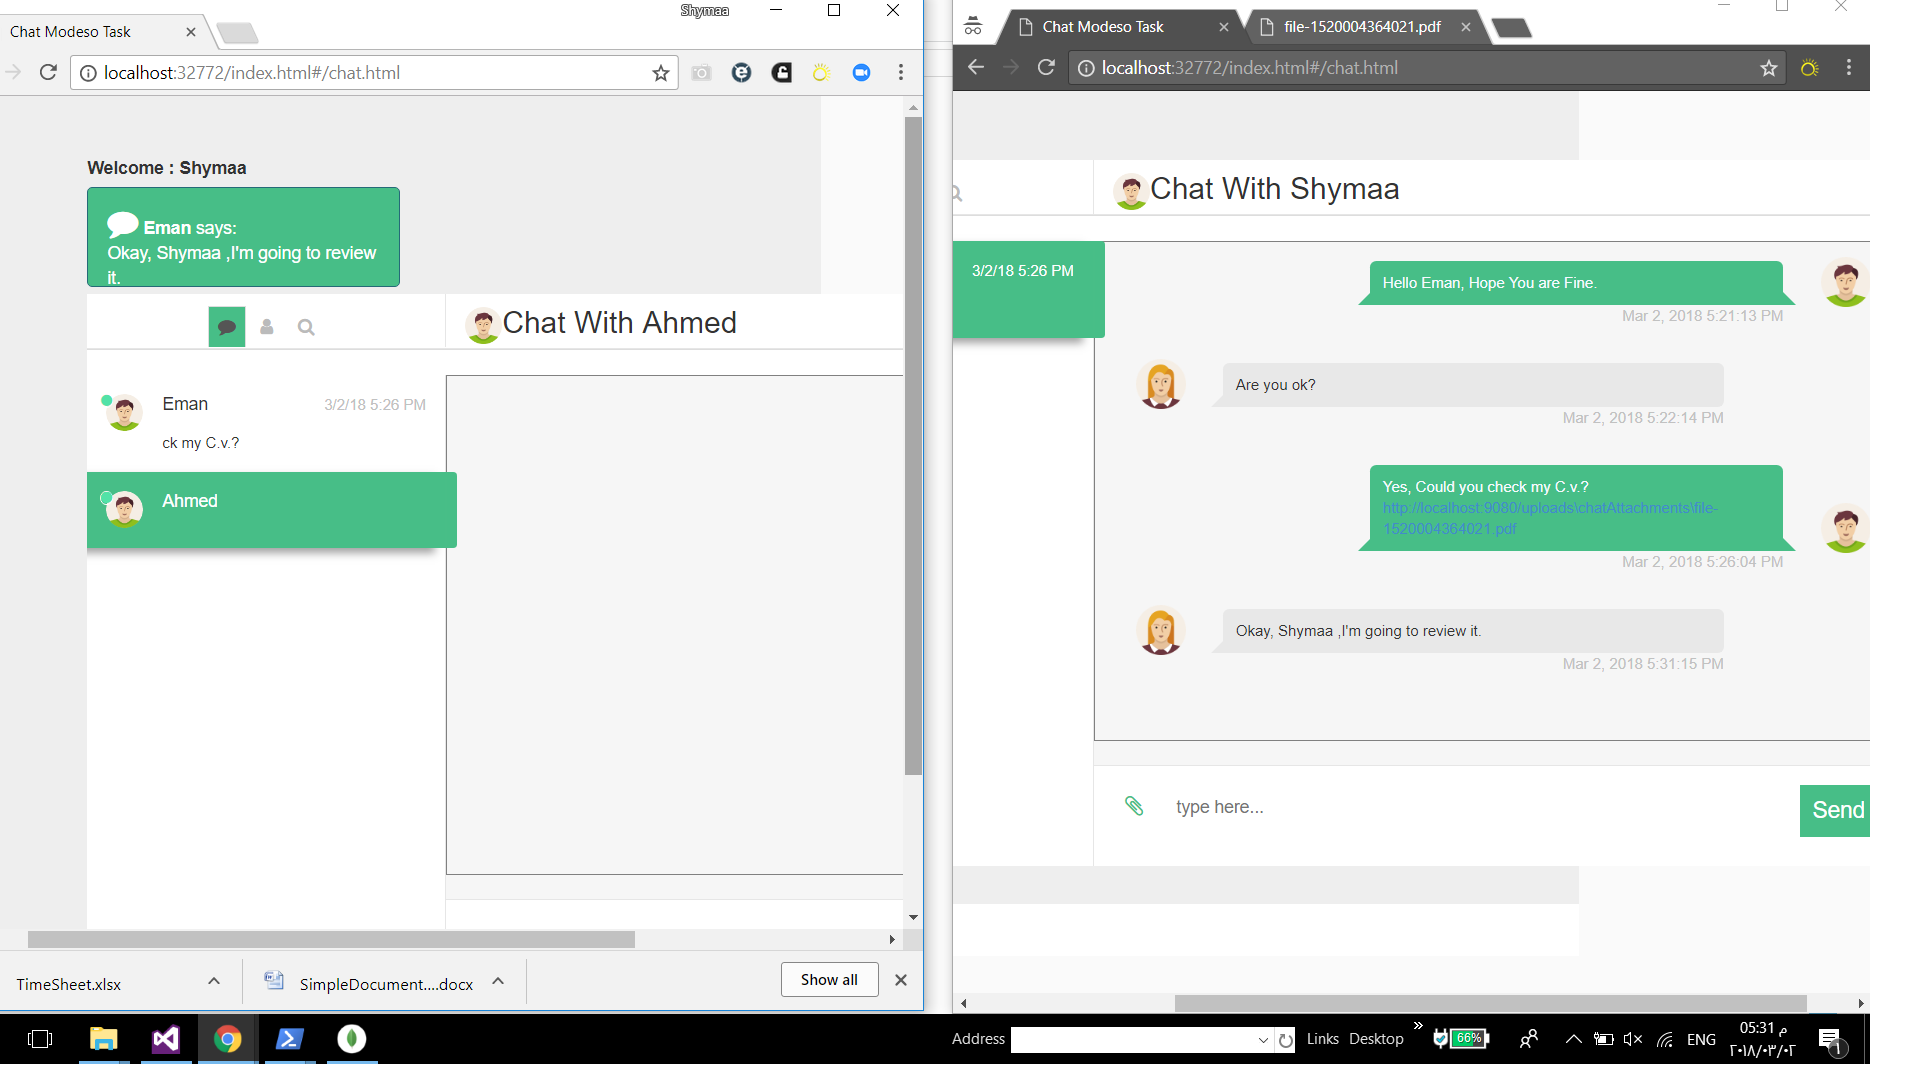 Shymaa
Chat Modeso Task
localhost:32772/index.html#/chat.html
Welcome : Shymaa
Eman says:
Okay, Shymaa ,I'm going to review
it.
Chat With Ahmed
Eman
3/2/18 5:26 PM
ck my C.v.?
Ahmed
TimeSheet.xlsx
SimpleDocument....docx
Show all
Chat Modeso Task
file-1520004364021.pdf
localhost:32772/index.html#/chat.html
Chat With Shymaa
3/2/18 5:26 PM
Hello Eman, Hope You are Fine.
Mar 2, 2018 5:21:13 PM
Are you ok?
Mar 2, 2018 5:22:14 PM
Yes, Could you check my C.v.?
http://localhost:9080/uploads\chatAttachments\file-
1520004364021.pdf
Mar 2, 2018 5:26:04 PM
Okay, Shymaa ,I'm going to review it.
Mar 2, 2018 5:31:15 PM
type here...
Send
Address
Links
Desktop
»
66%
ENG
05:31 م
٢٠١٨/٠٣/٠٢
1